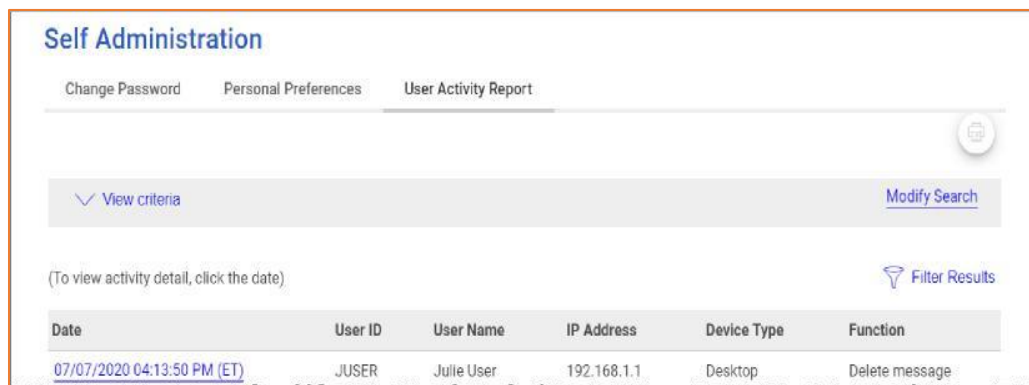 Self Administration
Change Password Personal Preferences User Activity Report
View criteria Modify Search
(To view activity detail, click the date) Filter Results
Date User ID User Name IP Address Device Type Function
07/07/2020 04:13:50 PM (ET) JUSER Julie User 192.168.1.1 Desktop Delete message